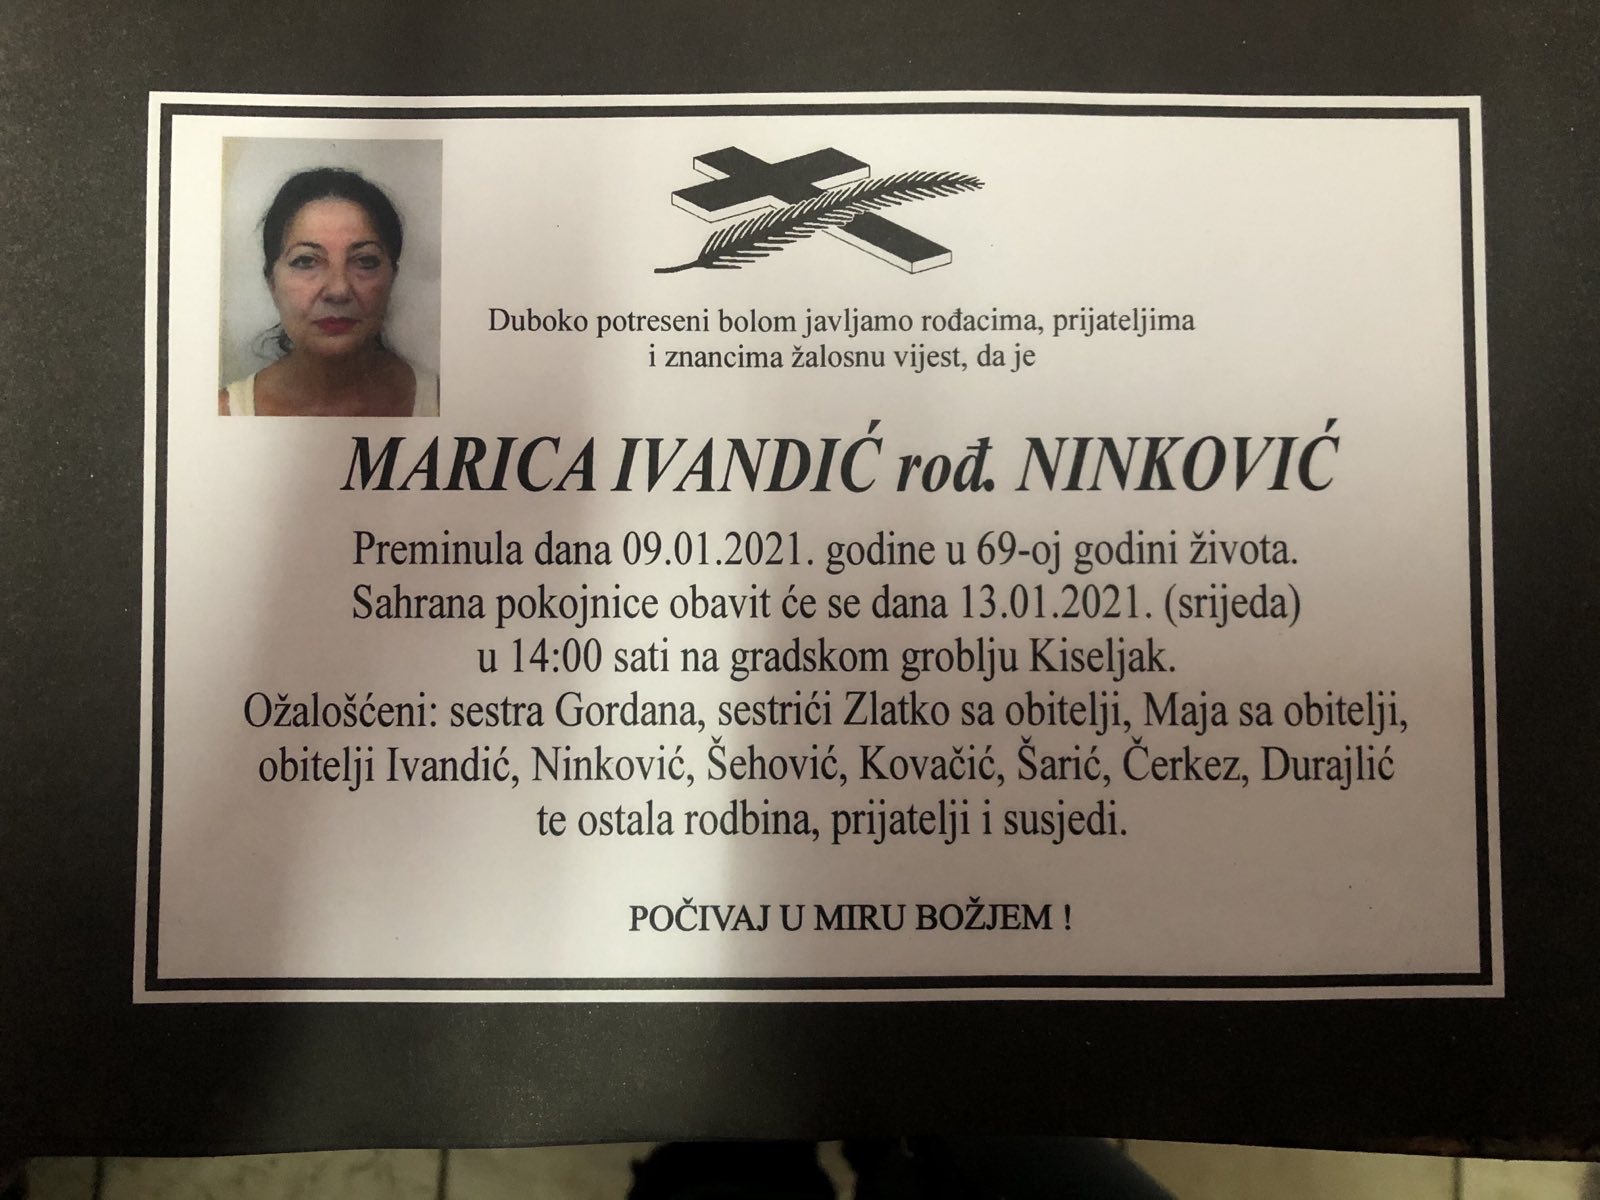 Duboko potreseni bolom javljamo rođacima, prijateljima
i znancima žalosnu vijest, da je
MARICA IVANDIĆ rođ. NINKOVIĆ
Preminula dana 09.01.2021. godine u 69-oj godini života.
Sahrana pokojnice obavit će se dana 13.01.2021. (srijeda)
u 14:00 sati na gradskom groblju Kiseljak.
Ožalošćeni: sestra Gordana, sestrići Zlatko sa obitelji, Maja sa obitelji,
obitelji Ivandić, Ninković, Šehović, Kovačić, Šarić, Čerkez, Durajlić
te ostala rodbina, prijatelji i susjedi.
POČIVAJ U MIRU BOŽJEM !